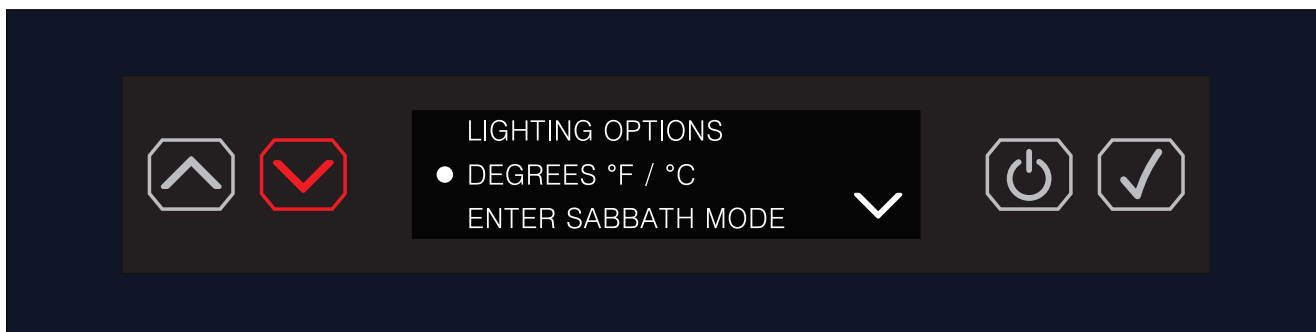 LIGHTING OPTIONS
DEGREES °F / °C
ENTER SABBATH MODE